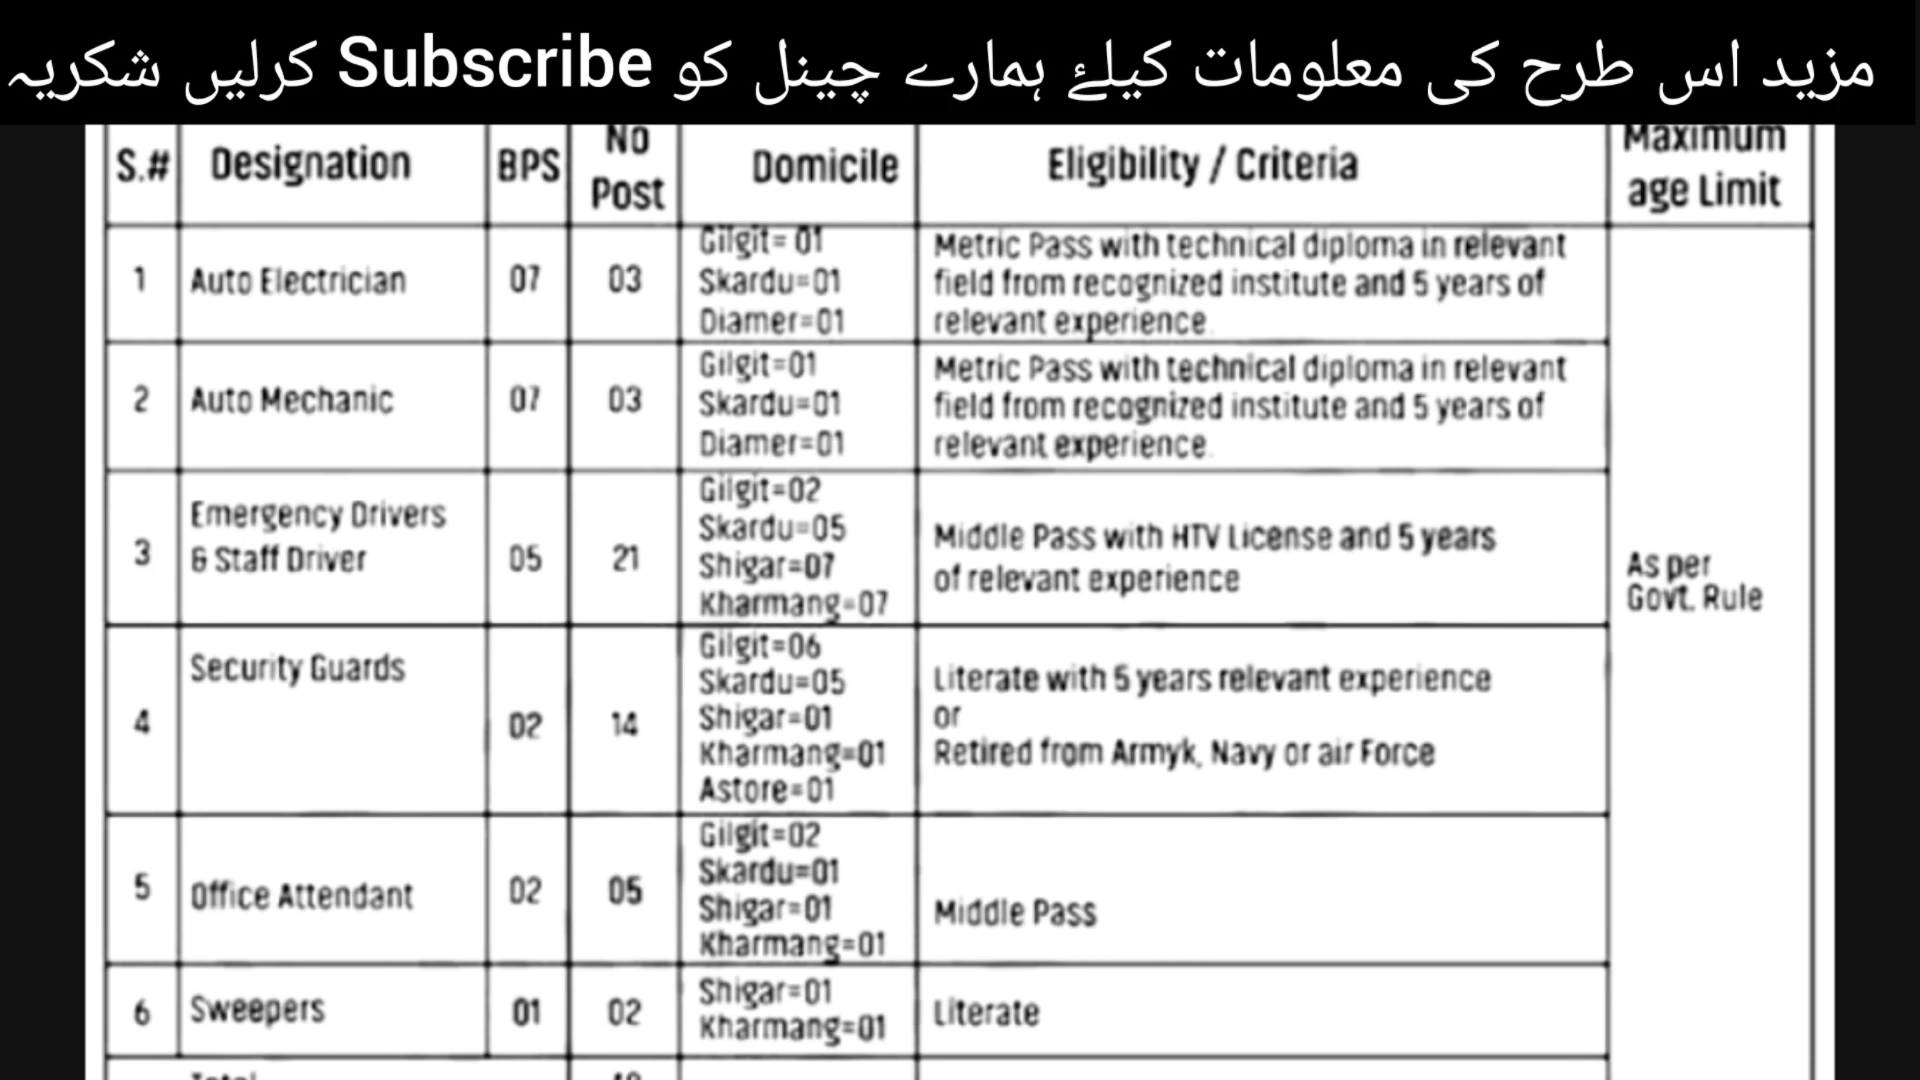 مزید اس طرح کی معلومات کیلئے ہمارے چینل کو Subscribe کرلیں شکریہ
S.# Designation BPS No Post Domicile Eligibility / Criteria Maximum age Limit
1 Auto Electrician 07 03
Gilgit= 01
Skardu=01
Diamer=01
Metric Pass with technical diploma in relevant
field from recognized institute and 5 years of
relevant experience.
2 Auto Mechanic 07 03
Gilgit=01
Skardu=01
Diamer=01
Metric Pass with technical diploma in relevant
field from recognized institute and 5 years of
relevant experience.
3 Emergency Drivers
& Staff Driver 05 21
Gilgit=02
Skardu=05
Shigar=07
Kharmang=07
Middle Pass with HTV License and 5 years
of relevant experience
As per
Govt. Rule
4 Security Guards 02 14
Gilgit=06
Skardu=05
Shigar=01
Kharmang=01
Astore=01
Literate with 5 years relevant experience
or
Retired from Armyk, Navy or air Force
5 Office Attendant 02 05
Gilgit=02
Skardu=01
Shigar=01
Kharmang=01
Middle Pass
6 Sweepers 01 02
Shigar=01
Kharmang=01
Literate
Total